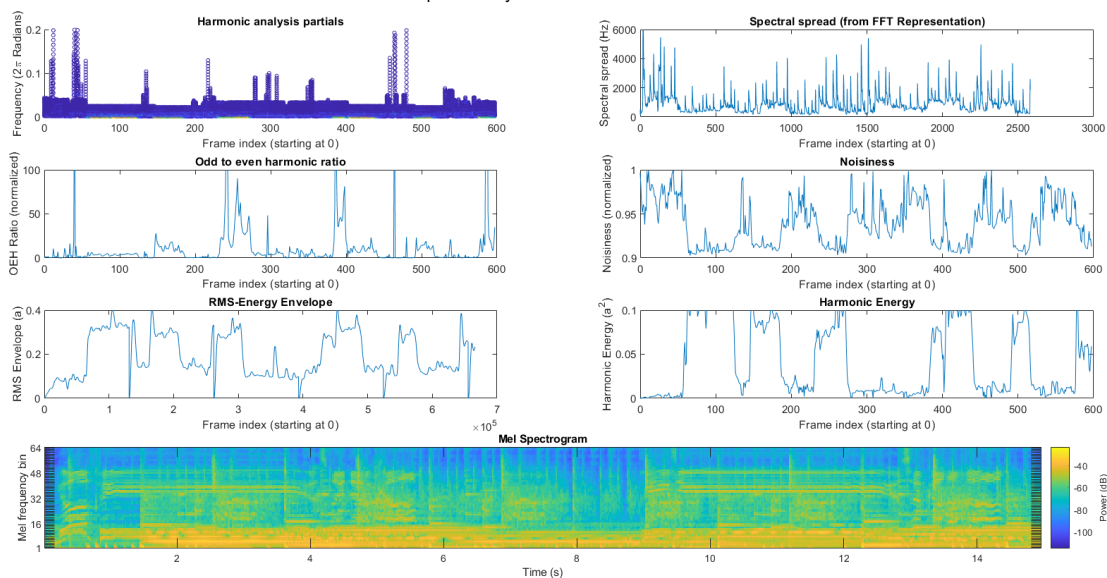 Harmonic analysis partials
Frequency (2π Radians)
0.2
0.1
0
0 100 200 300 400 500 600
Frame index (starting at 0)
Spectral spread (from FFT Representation)
Spectral spread (Hz)
6000
4000
2000
0
0 500 1000 1500 2000 2500 3000
Frame index (starting at 0)
Odd to even harmonic ratio
OEH Ratio (normalized)
100
50
0
0 100 200 300 400 500 600
Frame index (starting at 0)
Noisiness
Noisiness (normalized)
1
0.95
0.9
0 100 200 300 400 500 600
Frame index (starting at 0)
RMS-Energy Envelope
RMS Envelope (a)
0.4
0.2
0
0 1 2 3 4 5 6 7
Frame index (starting at 0)
×10⁵
Harmonic Energy
Harmonic Energy (a²)
0.1
0.05
0
0 100 200 300 400 500 600
Frame index (starting at 0)
Mel Spectrogram
Mel frequency bin
64
48
32
16
1
2 4 6 8 10 12 14
Time (s)
-40
-60
-80
-100
Power (dB)